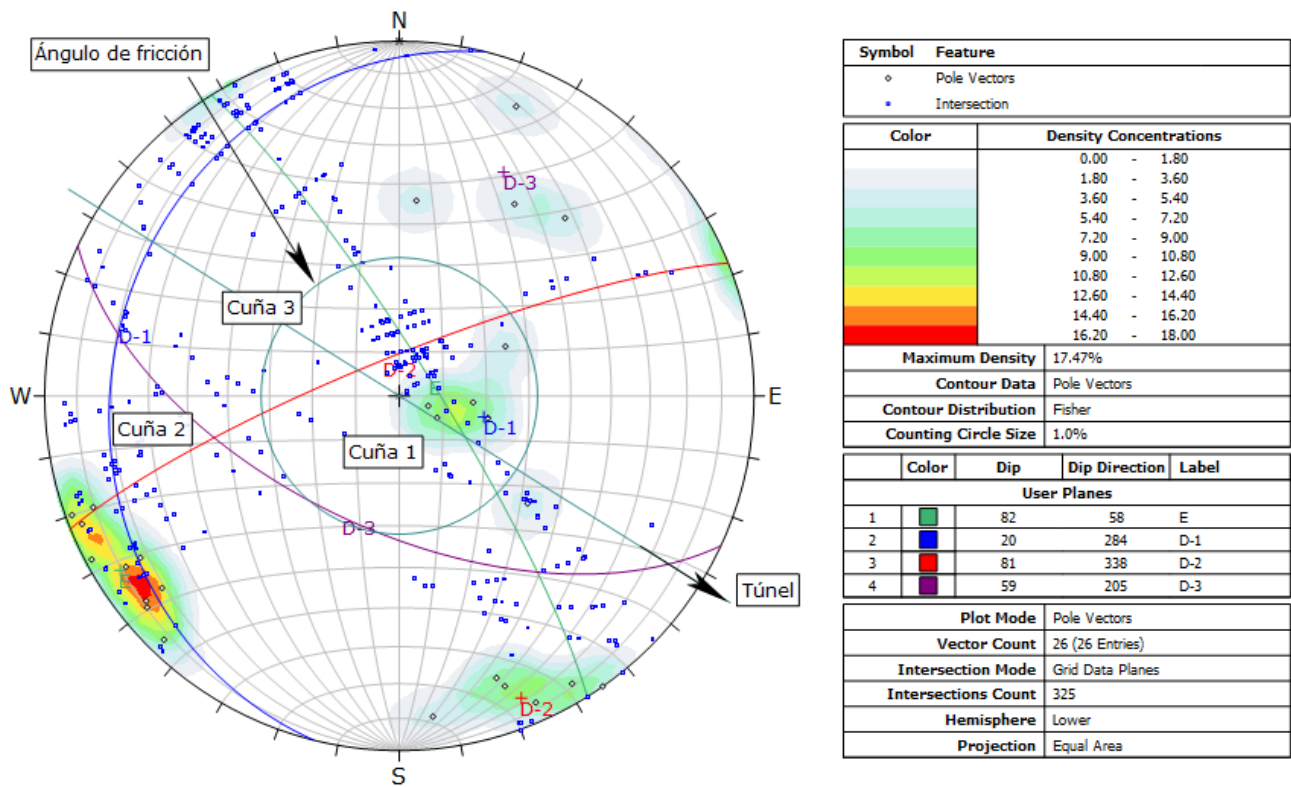 N
Ángulo de fricción
D-3
Cuña 3
D-1
D-2
E
W
E
D-1
Cuña 2
Cuña 1
D-3
E
Túnel
D-2
S
Symbol Feature
Pole Vectors
Intersection
Color Density Concentrations
0.00 - 1.80
1.80 - 3.60
3.60 - 5.40
5.40 - 7.20
7.20 - 9.00
9.00 - 10.80
10.80 - 12.60
12.60 - 14.40
14.40 - 16.20
16.20 - 18.00
Maximum Density 17.47%
Contour Data Pole Vectors
Contour Distribution Fisher
Counting Circle Size 1.0%
Color Dip Dip Direction Label
User Planes
1 82 58 E
2 20 284 D-1
3 81 338 D-2
4 59 205 D-3
Plot Mode Pole Vectors
Vector Count 26 (26 Entries)
Intersection Mode Grid Data Planes
Intersections Count 325
Hemisphere Lower
Projection Equal Area